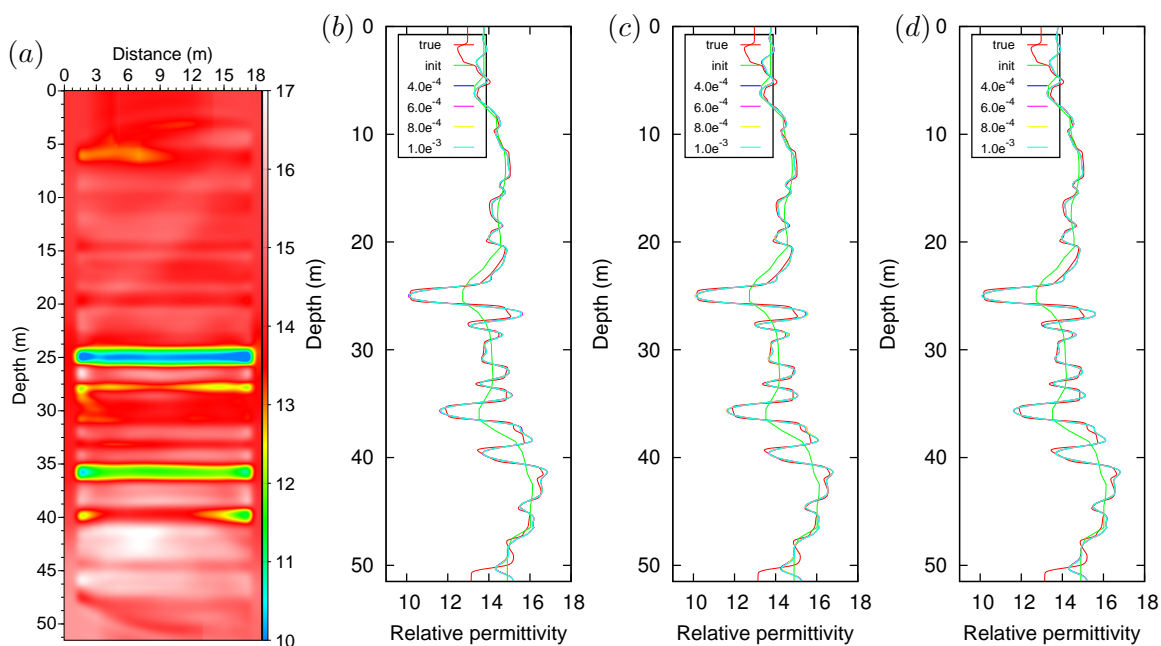 (a)
Distance (m)
0 3 9 15 18
0
5
10
15
20
25
30
35
40
45
50
Depth (m)
17
16
15
14
13
12
11
10
(b)
0
10
20
30
40
50
Depth (m)
true
init
4.0e-4
6.0e-4
8.0e-4
1.0e-3
10 12 14 16 18
Relative permittivity
(c)
0
10
20
30
40
50
Depth (m)
true
init
4.0e-4
6.0e-4
8.0e-4
1.0e-3
10 12 14 16 18
Relative permittivity
(d)
0
10
20
30
40
50
Depth (m)
true
init
4.0e-4
6.0e-4
8.0e-4
1.0e-3
10 12 14 16 18
Relative permittivity